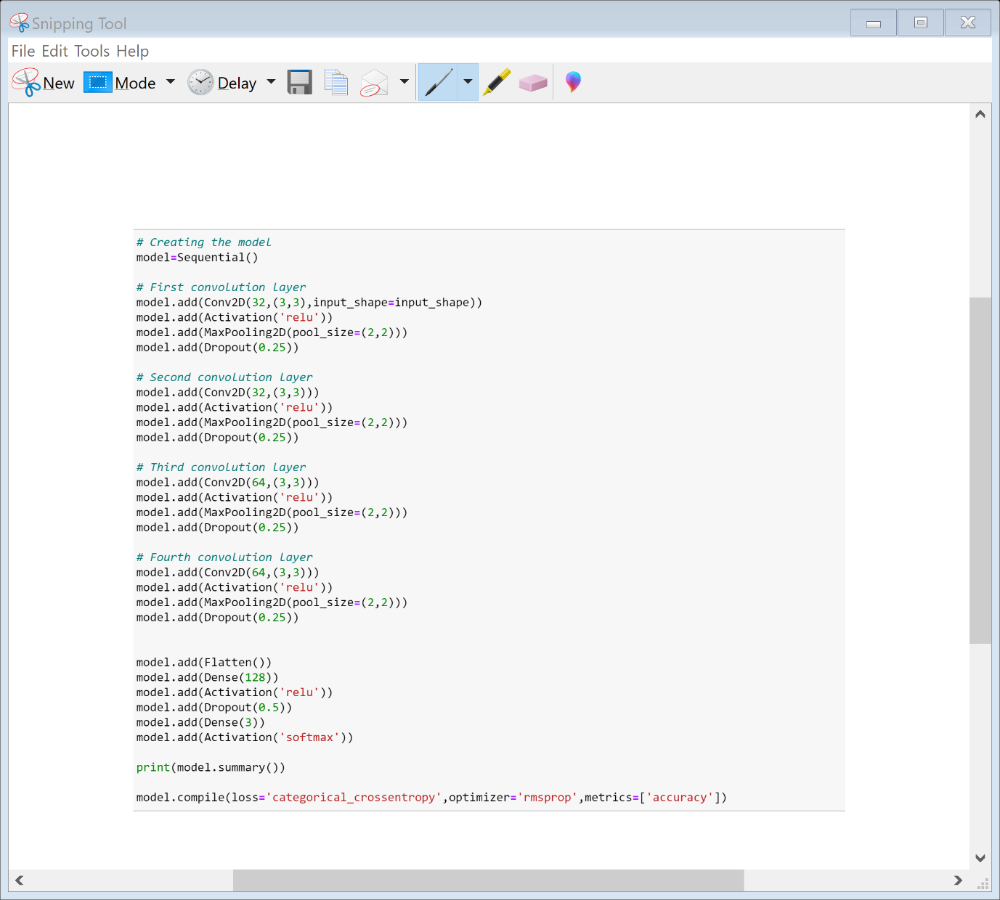 Snipping Tool
File Edit Tools Help
New Mode Delay
# Creating the model
model=Sequential()
# First convolution layer
model.add(Conv2D(32,(3,3),input_shape=input_shape))
model.add(Activation('relu'))
model.add(MaxPooling2D(pool_size=(2,2)))
model.add(Dropout(0.25))
# Second convolution layer
model.add(Conv2D(32,(3,3)))
model.add(Activation('relu'))
model.add(MaxPooling2D(pool_size=(2,2)))
model.add(Dropout(0.25))
# Third convolution layer
model.add(Conv2D(64,(3,3)))
model.add(Activation('relu'))
model.add(MaxPooling2D(pool_size=(2,2)))
model.add(Dropout(0.25))
# Fourth convolution layer
model.add(Conv2D(64,(3,3)))
model.add(Activation('relu'))
model.add(MaxPooling2D(pool_size=(2,2)))
model.add(Dropout(0.25))
model.add(Flatten())
model.add(Dense(128))
model.add(Activation('relu'))
model.add(Dropout(0.5))
model.add(Dense(3))
model.add(Activation('softmax'))
print(model.summary())
model.compile(loss='categorical_crossentropy',optimizer='rmsprop',metrics=['accuracy'])